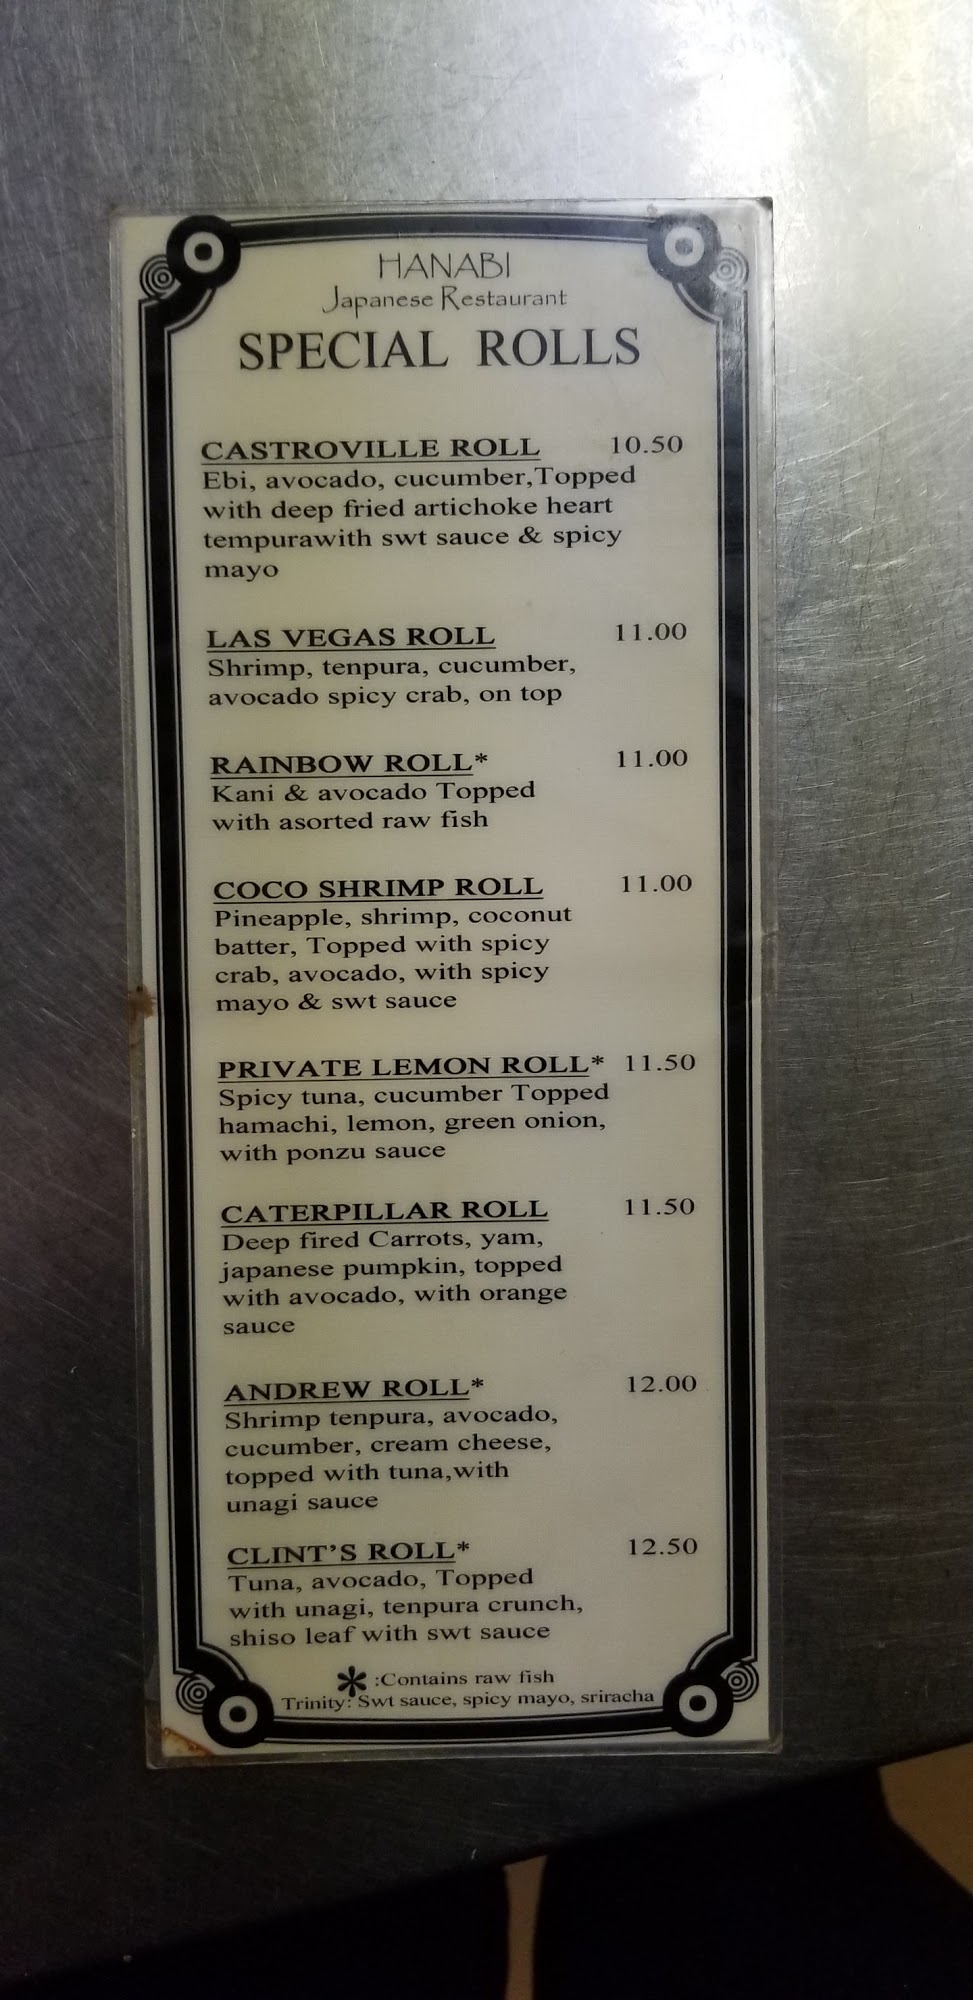 HANABI
Japanese Restaurant
SPECIAL ROLLS
CASTROVILLE ROLL 10.50
Ebi, avocado, cucumber,Topped
with deep fried artichoke heart
tempurawith swt sauce & spicy
mayo
LAS VEGAS ROLL 11.00
Shrimp, tenpura, cucumber,
avocado spicy crab, on top
RAINBOW ROLL* 11.00
Kani & avocado Topped
with asorted raw fish
COCO SHRIMP ROLL 11.00
Pineapple, shrimp, coconut
batter, Topped with spicy
crab, avocado, with spicy
mayo & swt sauce
PRIVATE LEMON ROLL* 11.50
Spicy tuna, cucumber Topped
hamachi, lemon, green onion,
with ponzu sauce
CATERPILLAR ROLL 11.50
Deep fired Carrots, yam,
japanese pumpkin, topped
with avocado, with orange
sauce
ANDREW ROLL* 12.00
Shrimp tenpura, avocado,
cucumber, cream cheese,
topped with tuna,with
unagi sauce
CLINT'S ROLL* 12.50
Tuna, avocado, Topped
with unagi, tenpura crunch,
shiso leaf with swt sauce
* :Contains raw fish
Trinity: Swt sauce, spicy mayo, sriracha